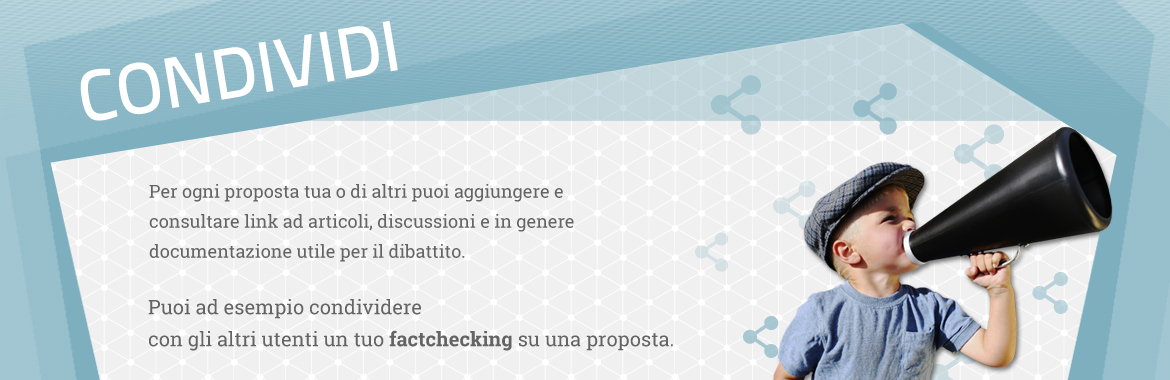 CONDIVIDI
Per ogni proposta tua o di altri puoi aggiungere e
consultare link ad articoli, discussioni e in genere
documentazione utile per il dibattito.
Puoi ad esempio condividere
con gli altri utenti un tuo factchecking su una proposta.